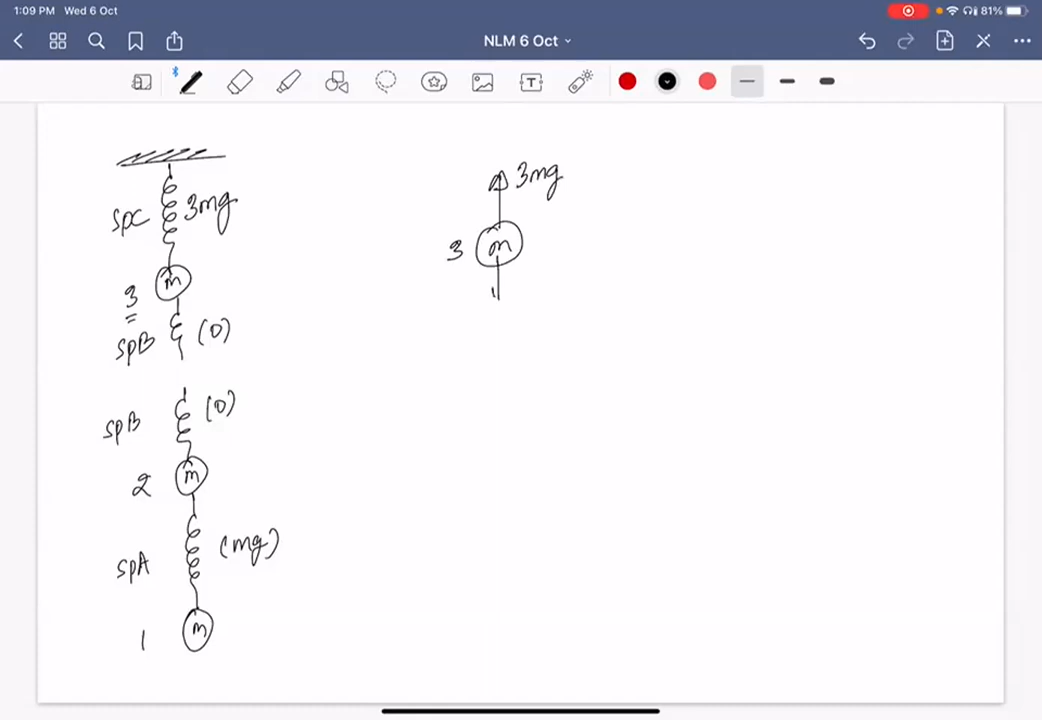 1:09 PM Wed 6 Oct
81%
NLM 6 Oct
T
3mg
spC 3mg
m
3 m
3
spB (0)
spB (0)
m
2
spA (mg)
m
1